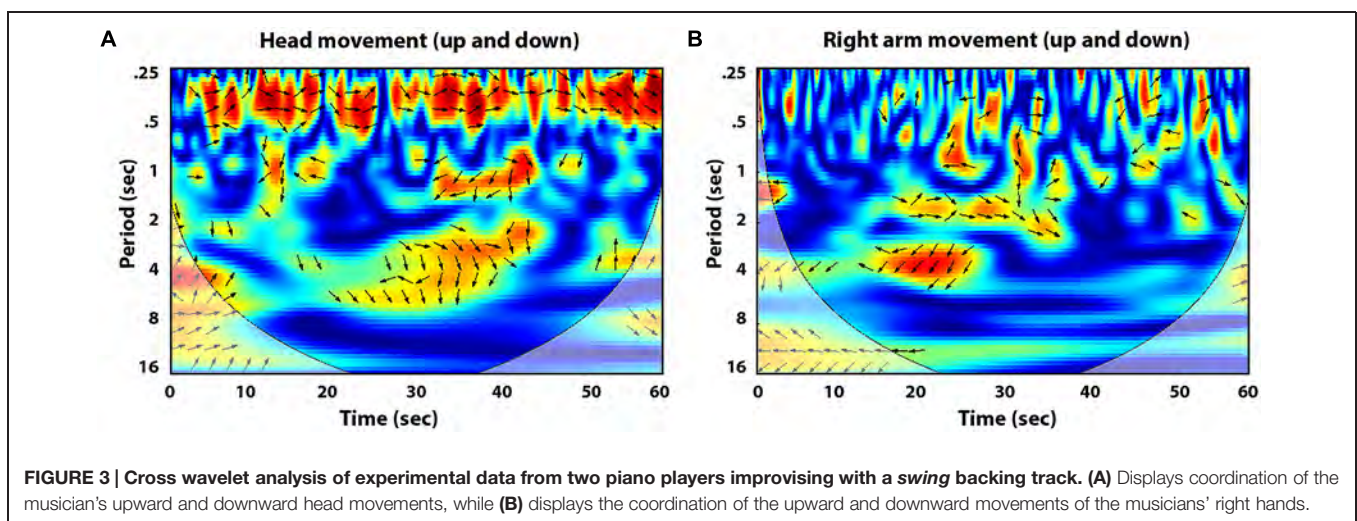 A
Head movement (up and down)
Period (sec)
.25
.5
1
2
4
8
16
0 10 20 30 40 50 60
Time (sec)
B
Right arm movement (up and down)
Period (sec)
.25
.5
1
2
4
8
16
0 10 20 30 40 50 60
Time (sec)
FIGURE 3 | Cross wavelet analysis of experimental data from two piano players improvising with a swing backing track. (A) Displays coordination of the
musician's upward and downward head movements, while (B) displays the coordination of the upward and downward movements of the musicians' right hands.